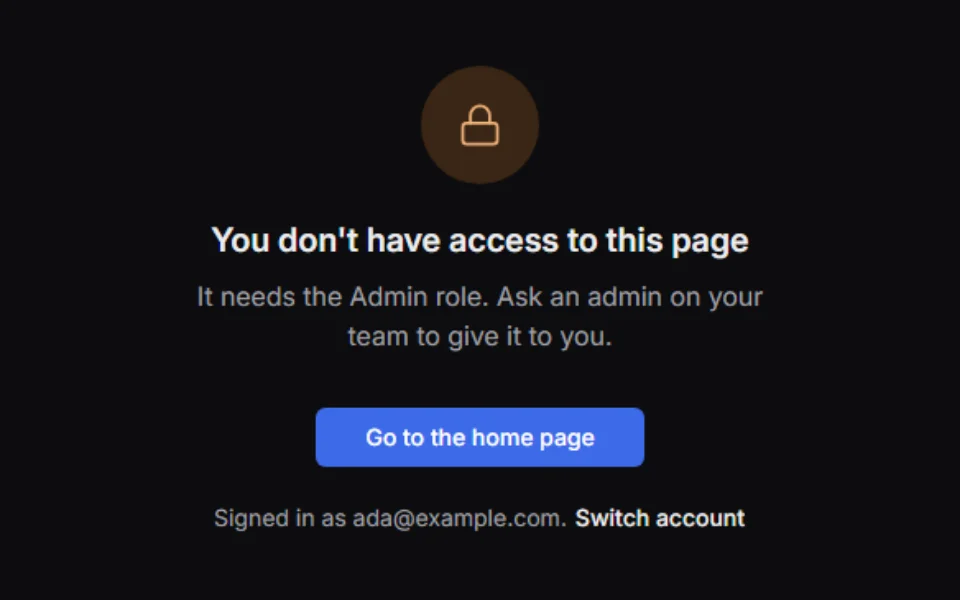 You don't have access to this page
It needs the Admin role. Ask an admin on your
team to give it to you.
Go to the home page
Signed in as ada@example.com. Switch account